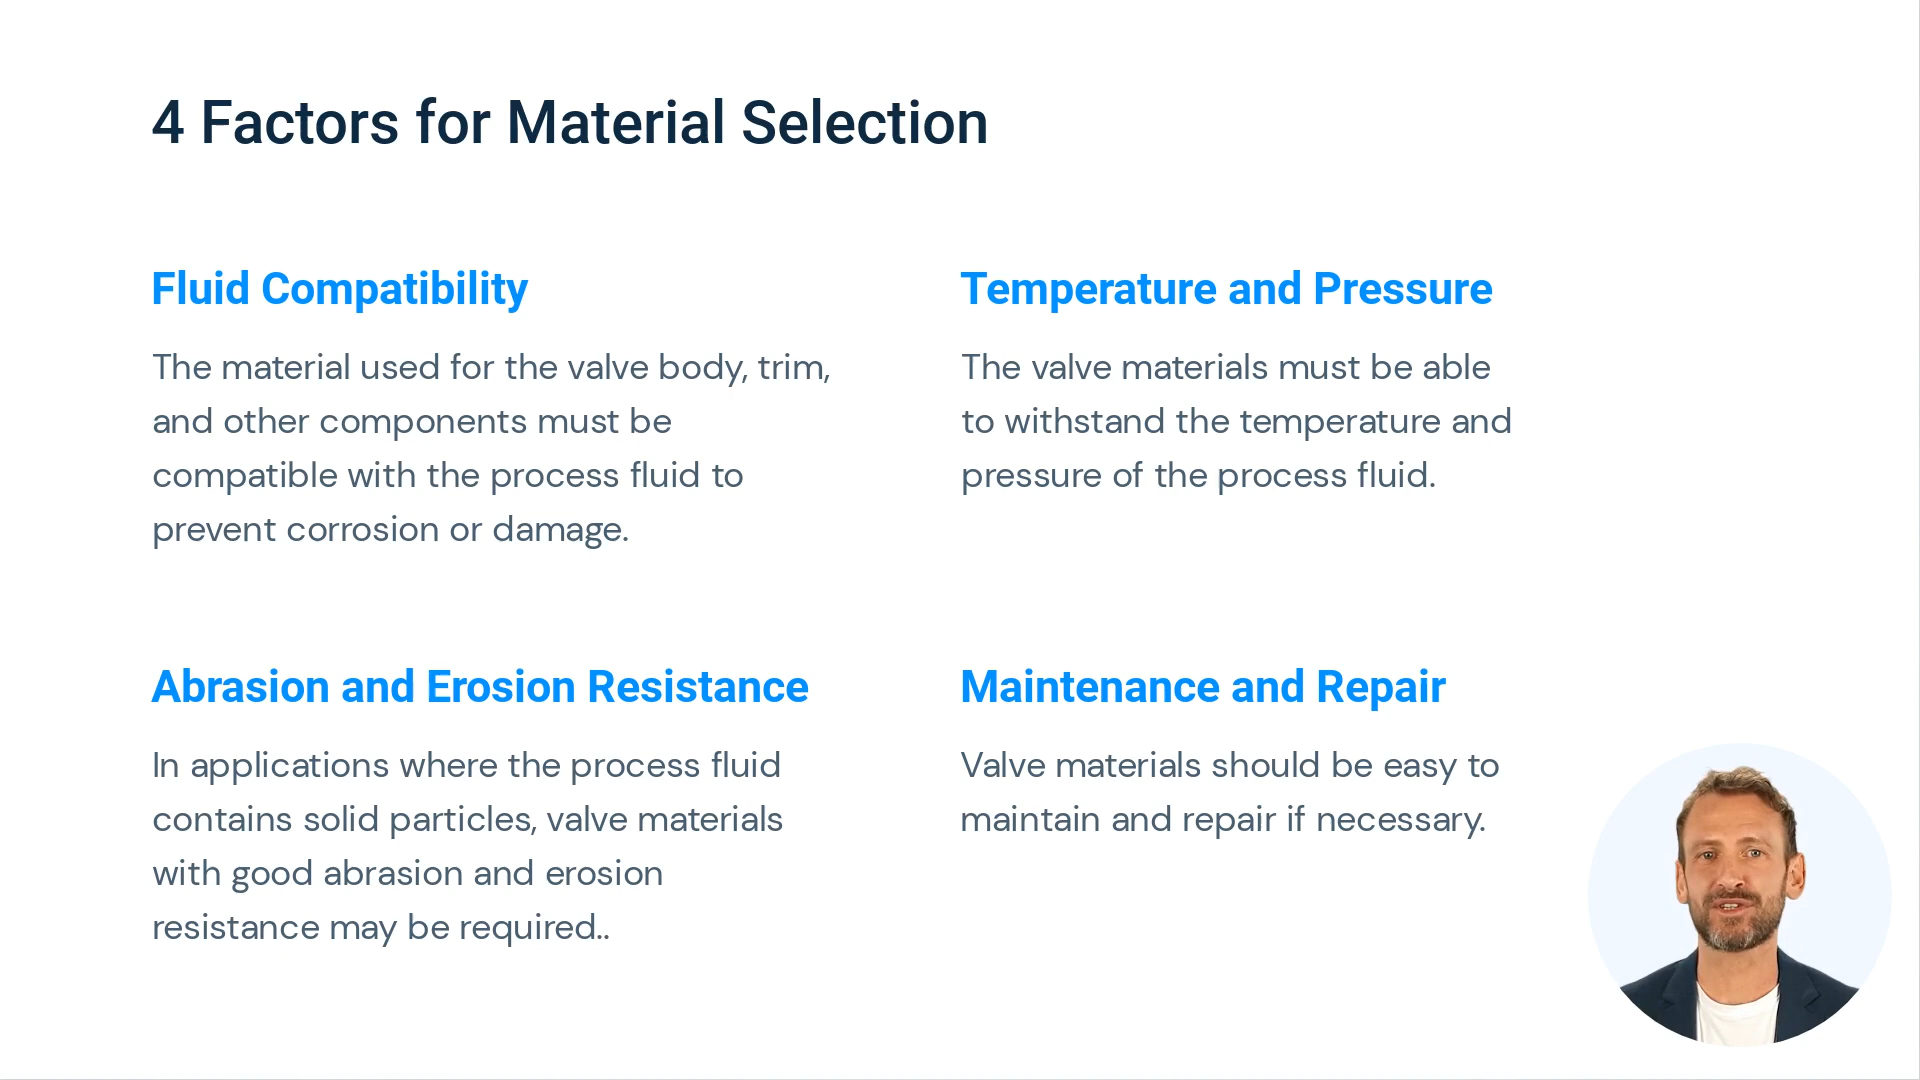 4 Factors for Material Selection
Fluid Compatibility
The material used for the valve body, trim,
and other components must be
compatible with the process fluid to
prevent corrosion or damage.
Temperature and Pressure
The valve materials must be able
to withstand the temperature and
pressure of the process fluid.
Abrasion and Erosion Resistance
In applications where the process fluid
contains solid particles, valve materials
with good abrasion and erosion
resistance may be required..
Maintenance and Repair
Valve materials should be easy to
maintain and repair if necessary.